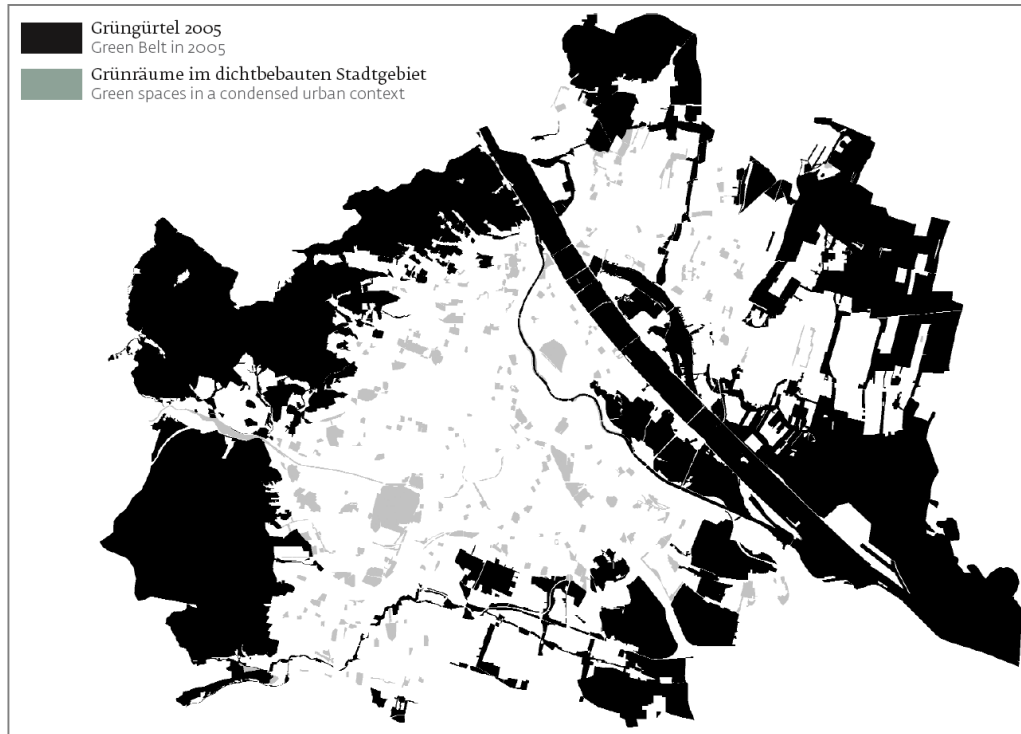 Grüngürtel 2005
Green Belt in 2005
Grünräume im dichtbebauten Stadtgebiet
Green spaces in a condensed urban context